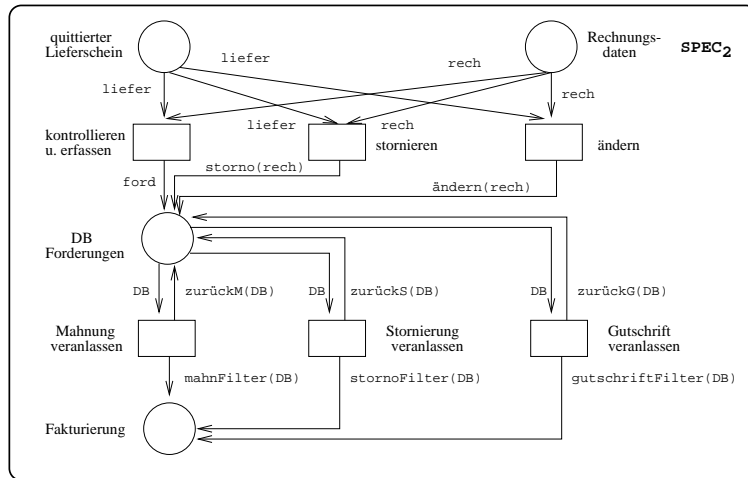 quittierter
Lieferschein
Rechnungs-
daten
SPEC2
liefer
liefer
rech
rech
liefer
rech
kontrollieren
u. erfassen
stornieren
ändern
storno(rech)
ford
ändern(rech)
DB
Forderungen
DB
zurückM(DB)
DB
zurückS(DB)
DB
zurückG(DB)
Mahnung
veranlassen
Stornierung
veranlassen
Gutschrift
veranlassen
mahnFilter(DB)
stornoFilter(DB)
gutschriftFilter(DB)
Fakturierung